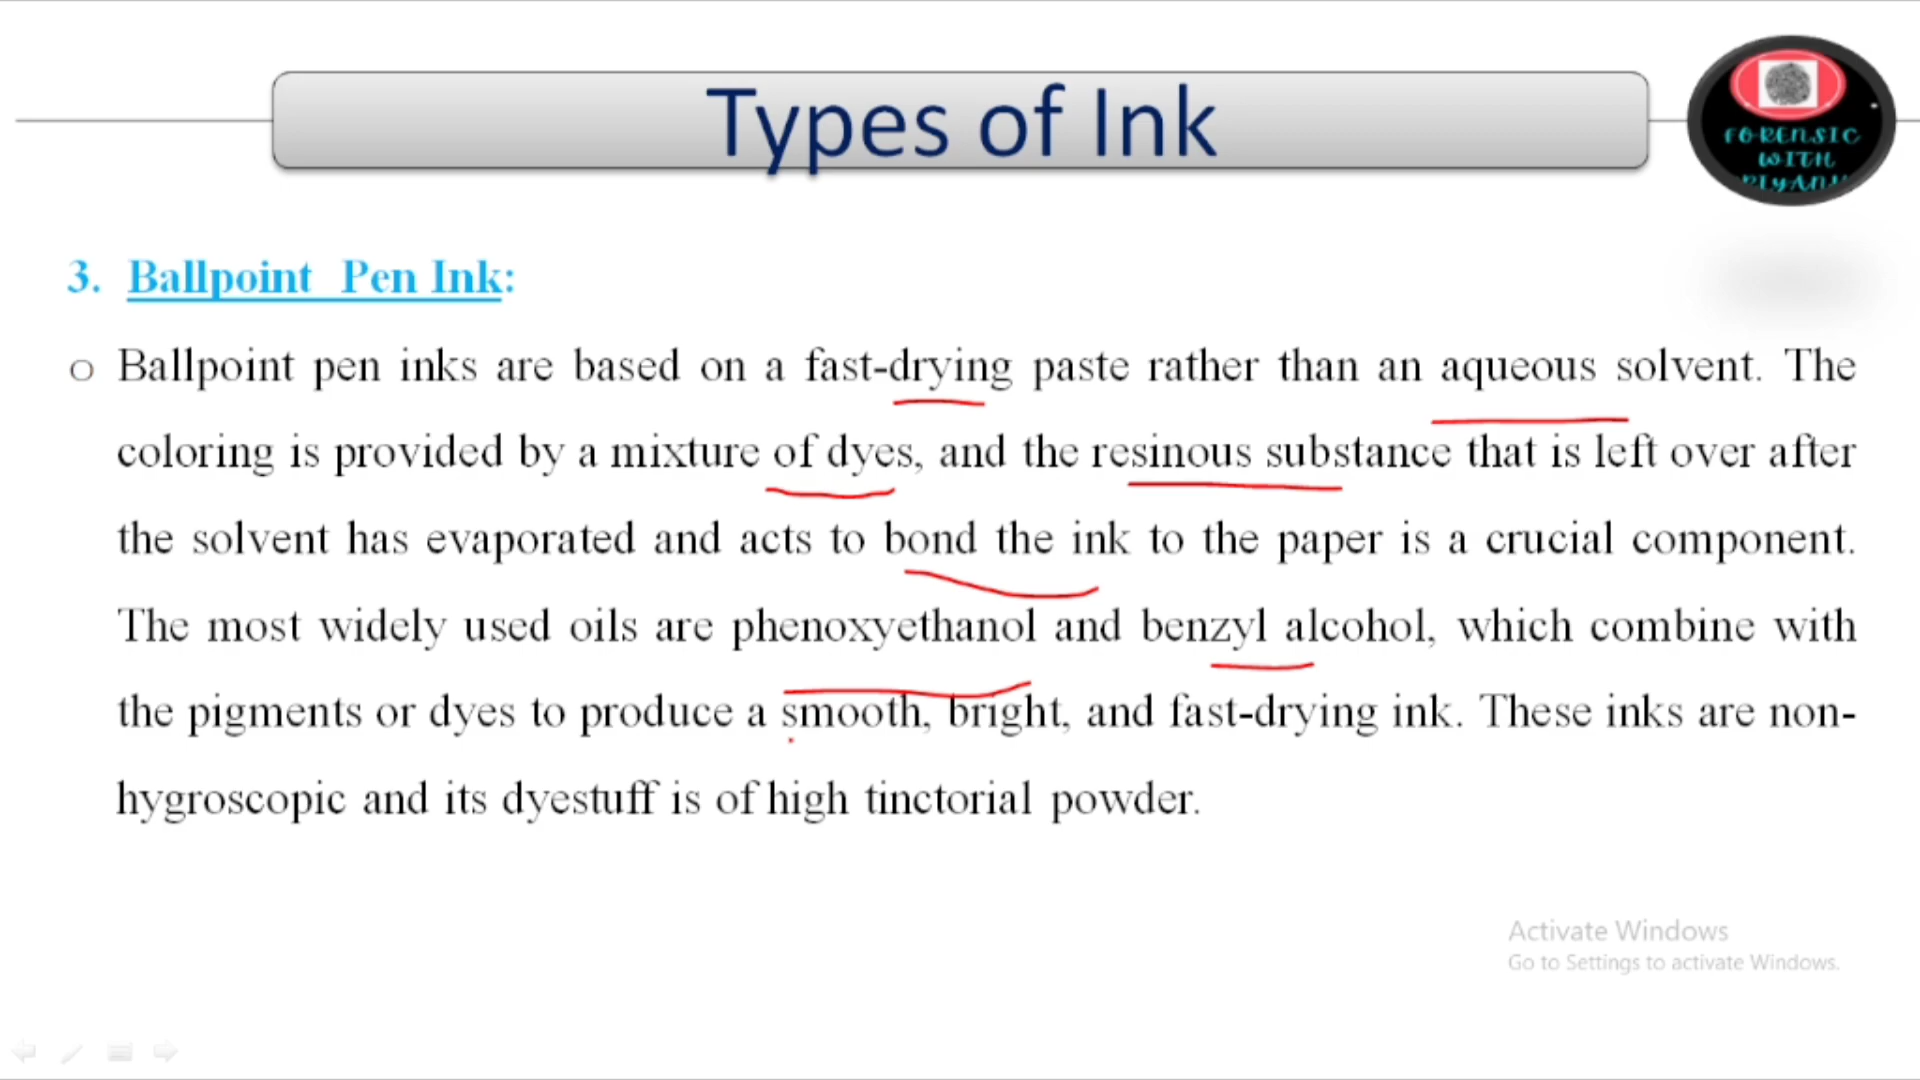 Types of Ink
FORENSIC
WITH
3. Ballpoint Pen Ink:
o Ballpoint pen inks are based on a fast-drying paste rather than an aqueous solvent. The
coloring is provided by a mixture of dyes, and the resinous substance that is left over after
the solvent has evaporated and acts to bond the ink to the paper is a crucial component.
The most widely used oils are phenoxyethanol and benzyl alcohol, which combine with
the pigments or dyes to produce a smooth, bright, and fast-drying ink. These inks are non-
hygroscopic and its dyestuff is of high tinctorial powder.
Activate Windows
Go to Settings to activate Windows.